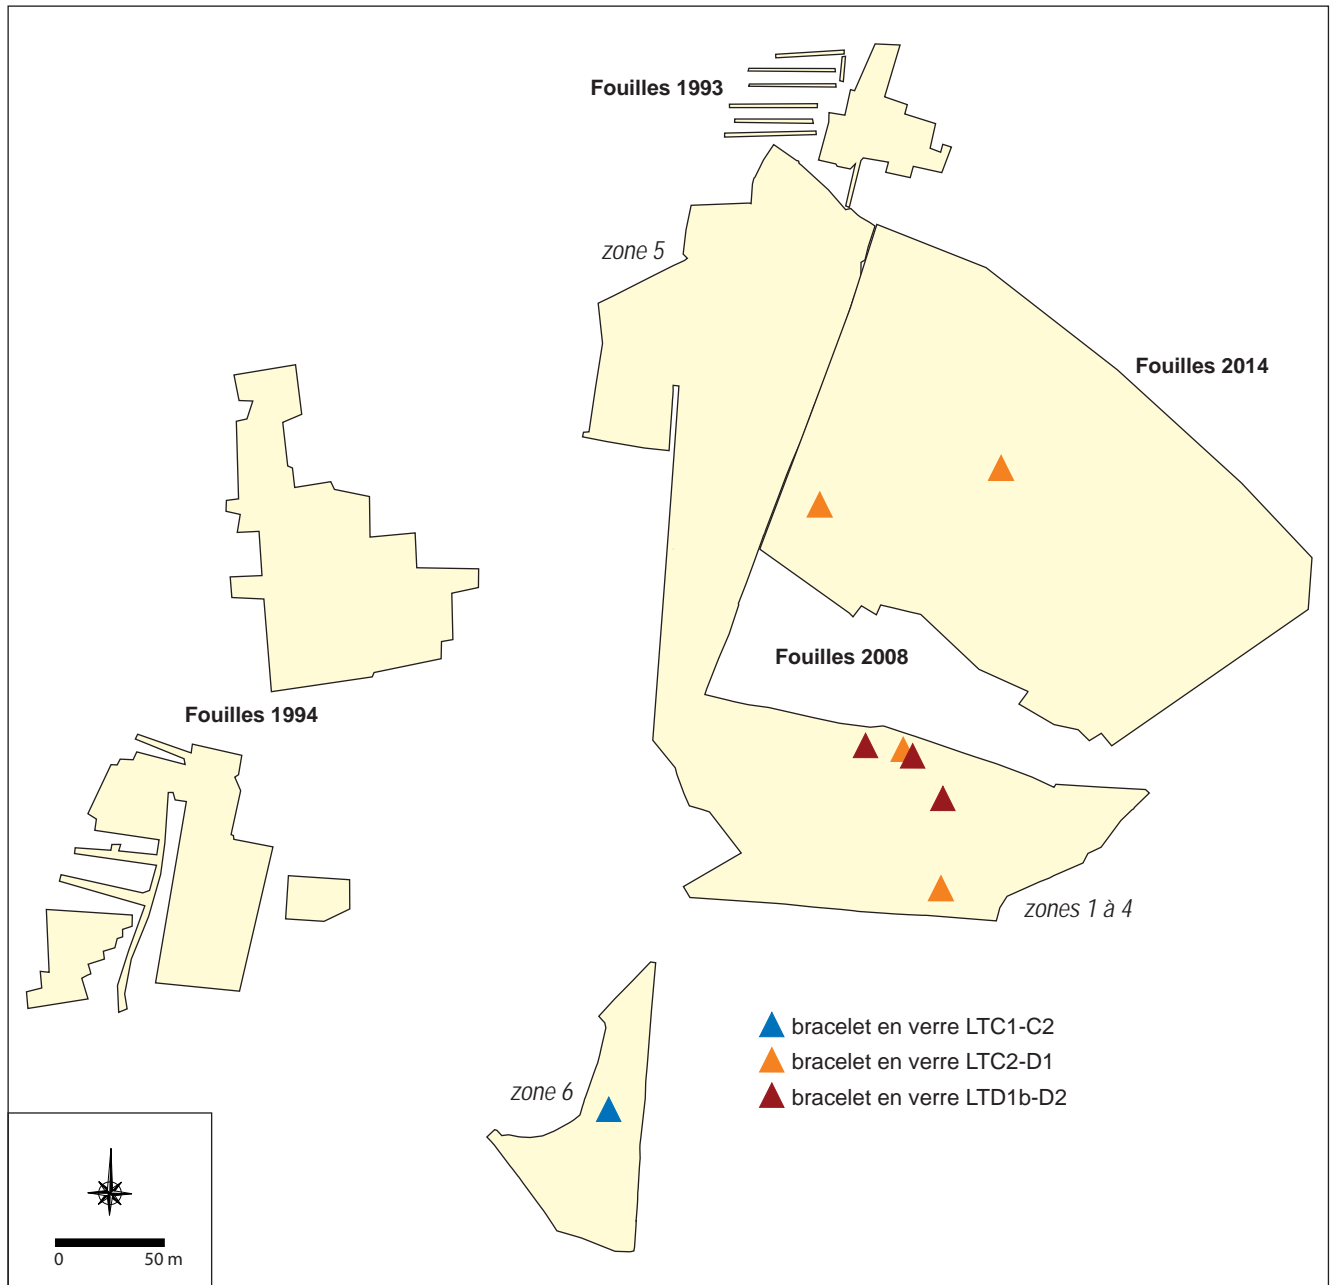 Fouilles 1993
zone 5
Fouilles 2014
Fouilles 2008
Fouilles 1994
zones 1 à 4
bracelet en verre LTC1-C2
bracelet en verre LTC2-D1
bracelet en verre LTD1b-D2
zone 6
0 50 m